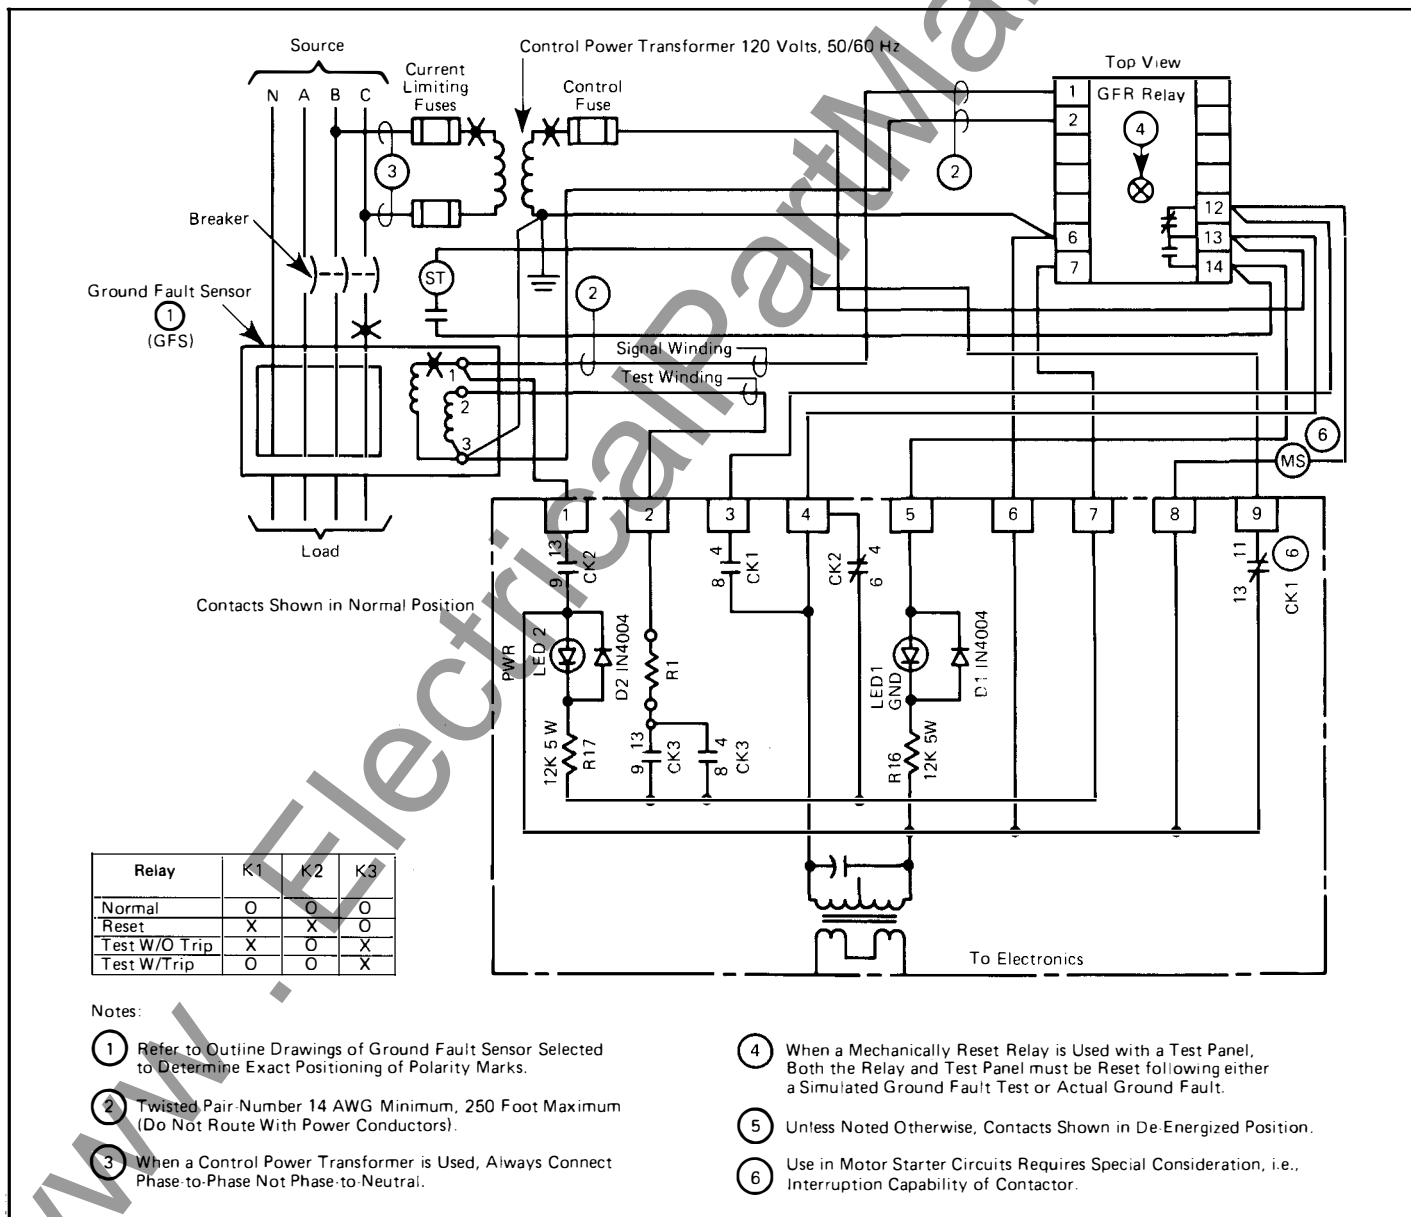 Source
N A B C
Current
Limiting
Fuses
Control Power Transformer 120 Volts, 50/60 Hz
Control
Fuse
Top View
GFR Relay
1
2
6
7
12
13
14
4
3
2
Breaker
Ground Fault Sensor
1
(GFS)
ST
2
Signal Winding
Test Winding
1
2
3
6
MS
Load
1 2 3 4 5 6 7 8 9
13
9
CK2
4
8
CK1
CK2
4
6
11
13
CK1
6
Contacts Shown in Normal Position
PWR
LED 2
D2 IN4004
R1
LED1
GND
D1 IN4004
12K 5 W
R17
13
9
CK3
4
8
CK3
R16
12K 5W
To Electronics
Relay K1 K2 K3
Normal O O O
Reset X X O
Test W/O Trip X O X
Test W/Trip O O X
Notes:
1 Refer to Outline Drawings of Ground Fault Sensor Selected
to Determine Exact Positioning of Polarity Marks.
2 Twisted Pair-Number 14 AWG Minimum, 250 Foot Maximum
(Do Not Route With Power Conductors).
3 When a Control Power Transformer is Used, Always Connect
Phase-to-Phase Not Phase-to-Neutral.
4 When a Mechanically Reset Relay is Used with a Test Panel,
Both the Relay and Test Panel must be Reset following either
a Simulated Ground Fault Test or Actual Ground Fault.
5 Unless Noted Otherwise, Contacts Shown in De-Energized Position.
6 Use in Motor Starter Circuits Requires Special Consideration, i.e.,
Interruption Capability of Contactor.
www.ElectricalPartMa